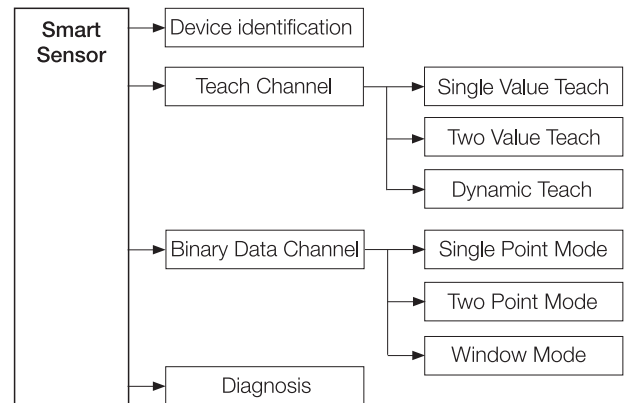 Smart
Sensor
Device identification
Teach Channel
Single Value Teach
Two Value Teach
Dynamic Teach
Binary Data Channel
Single Point Mode
Two Point Mode
Window Mode
Diagnosis